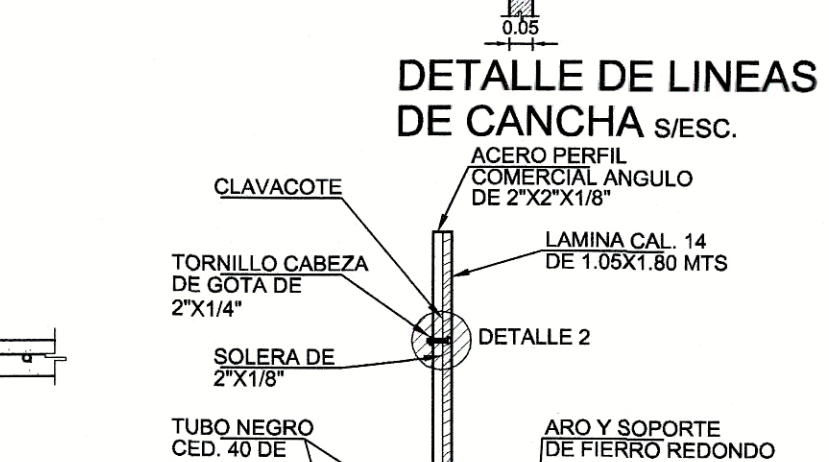 0.05
DETALLE DE LINEAS
DE CANCHA S/ESC.
ACERO PERFIL
COMERCIAL ANGULO
DE 2"X2"X1/8"
CLAVACOTE
LAMINA CAL. 14
DE 1.05X1.80 MTS
TORNILLO CABEZA
DE GOTA DE
2"X1/4"
DETALLE 2
SOLERA DE
2"X1/8"
TUBO NEGRO
CED. 40 DE
ARO Y SOPORTE
DE FIERRO REDONDO